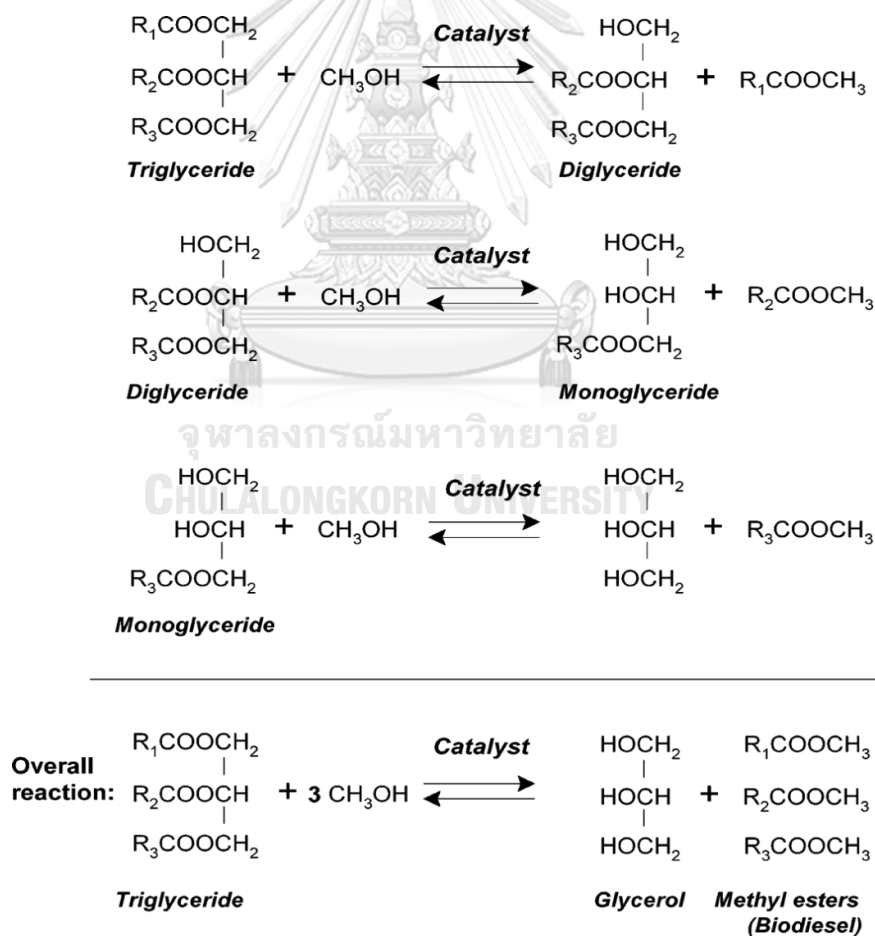 R₁COOCH₂ Catalyst HOCH₂
R₂COOCH + CH₃OH R₂COOCH + R₁COOCH₃
R₃COOCH₂ R₃COOCH₂
Triglyceride Diglyceride
HOCH₂ Catalyst HOCH₂
R₂COOCH + CH₃OH HOCH + R₂COOCH₃
R₃COOCH₂ R₃COOCH₂
Diglyceride Monoglyceride
จุฬาลงกรณ์มหาวิทยาลัย
CHULALONGKORN UNIVERSITY
HOCH₂ Catalyst HOCH₂
HOCH + CH₃OH HOCH + R₃COOCH₃
R₃COOCH₂ HOCH₂
Monoglyceride
R₁COOCH₂ Catalyst HOCH₂ R₁COOCH₃
Overall reaction: R₂COOCH + 3 CH₃OH HOCH + R₂COOCH₃
R₃COOCH₂ HOCH₂ R₃COOCH₃
Triglyceride Glycerol Methyl esters
(Biodiesel)